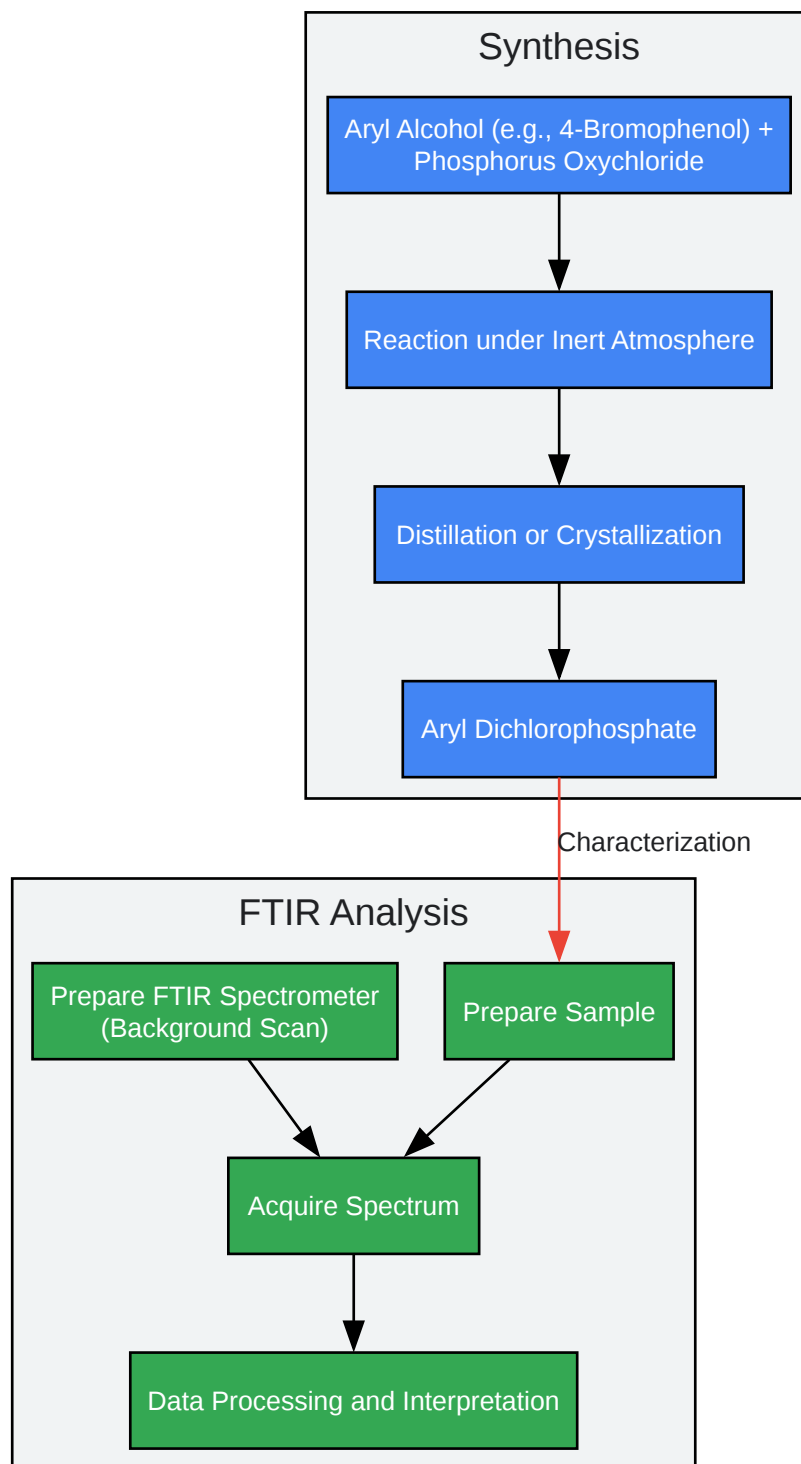 Synthesis
Aryl Alcohol (e.g., 4-Bromophenol) +
Phosphorus Oxychloride
Reaction under Inert Atmosphere
Distillation or Crystallization
Aryl Dichlorophosphate
Characterization
FTIR Analysis
Prepare FTIR Spectrometer
(Background Scan)
Prepare Sample
Acquire Spectrum
Data Processing and Interpretation